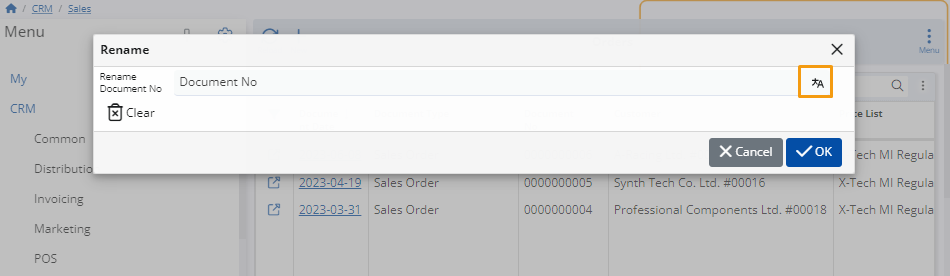 / CRM / Sales
Menu
Menu
Rename
Rename
Document No
Document No
Clear
Cancel
OK
My
CRM
Common
Distributio
Invoicing
Marketing
POS
ce List
X-Tech MI Regula
2023-04-19 Sales Order 0000000005 Synth Tech Co. Ltd. #00016 X-Tech MI Regula
2023-03-31 Sales Order 0000000004 Professional Components Ltd. #00018 X-Tech MI Regula